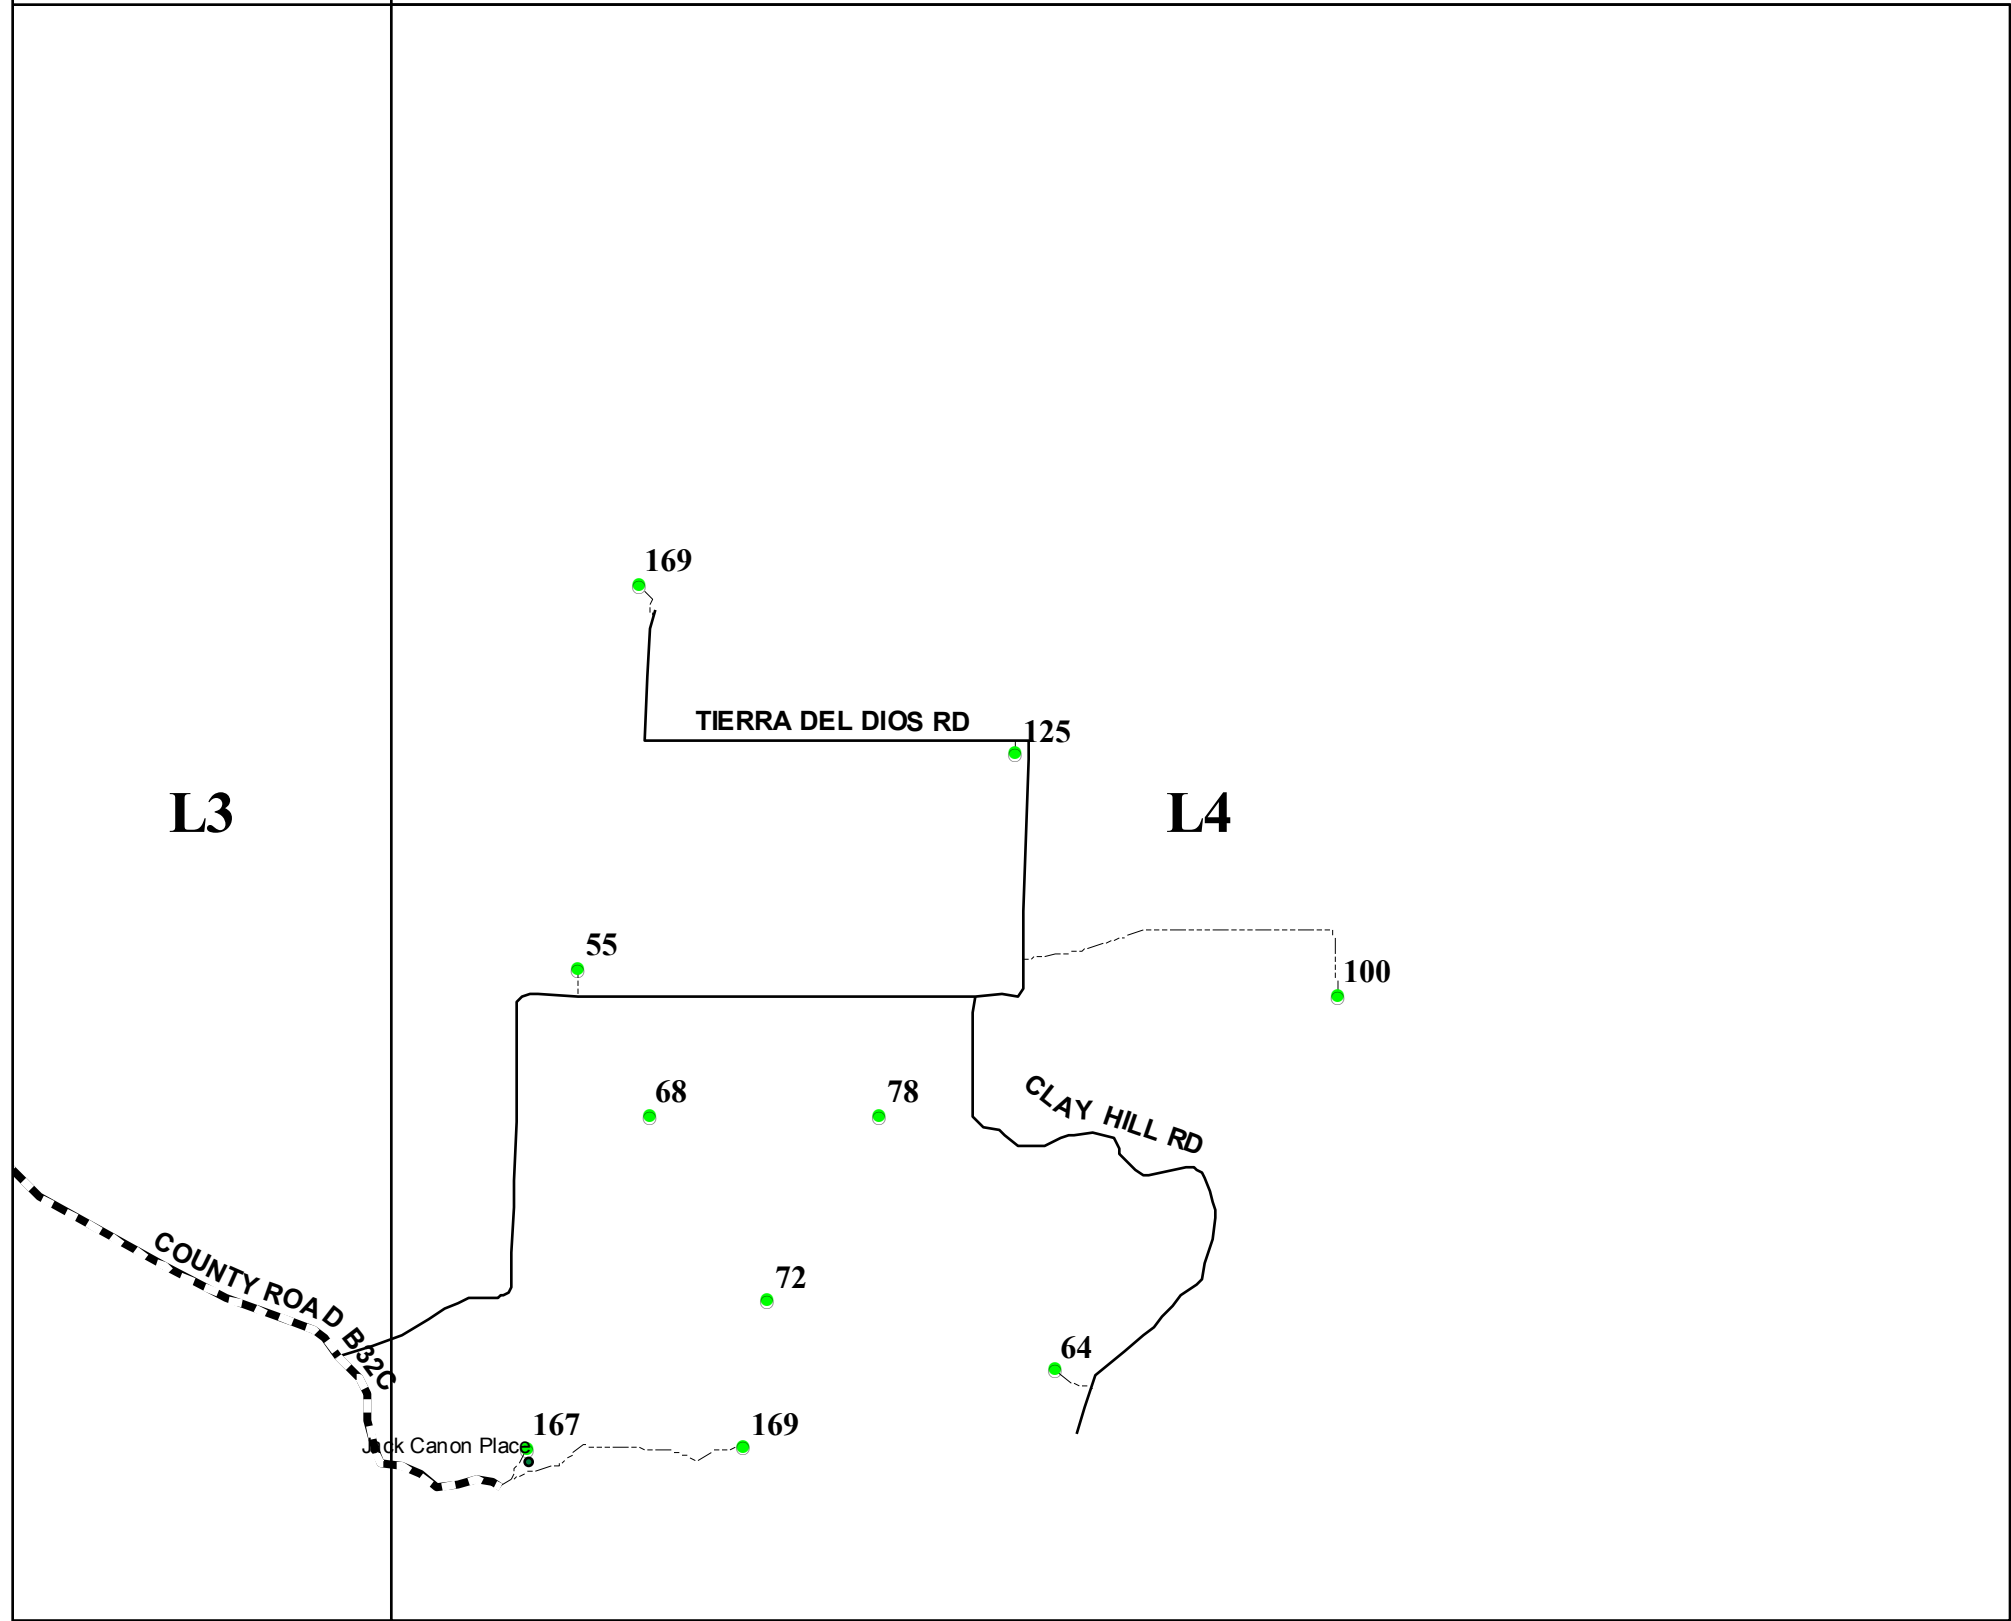 169
TIERRA DEL DIOS RD
125
L3
L4
55
100
68
78
CLAY HILL RD
COUNTY ROAD B32C
72
64
167
169
Jack Canon Place